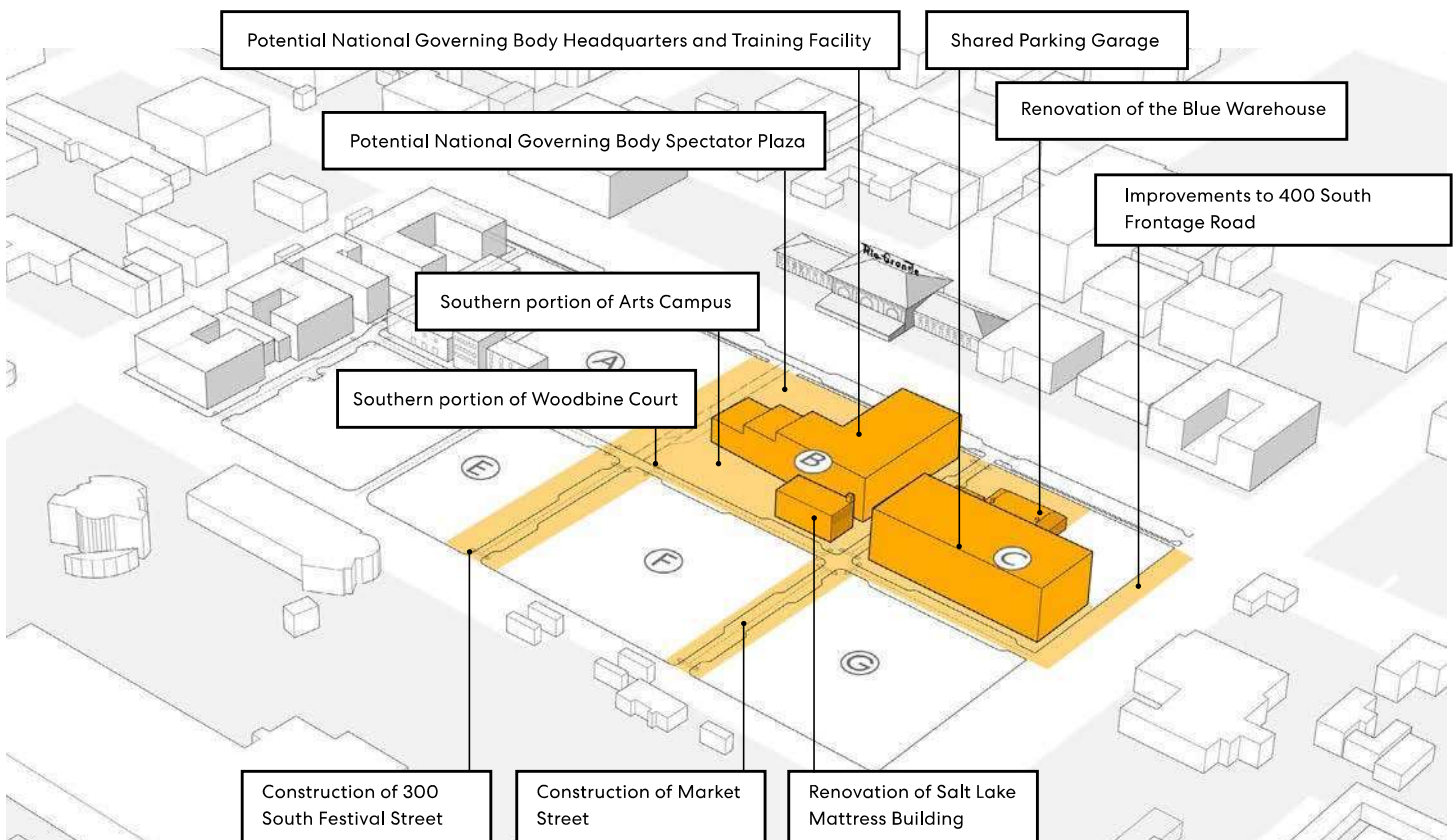 Potential National Governing Body Headquarters and Training Facility
Shared Parking Garage
Renovation of the Blue Warehouse
Potential National Governing Body Spectator Plaza
Improvements to 400 South
Frontage Road
Rio Grande
Southern portion of Arts Campus
A
Southern portion of Woodbine Court
E
B
F
C
G
Construction of 300
South Festival Street
Construction of Market
Street
Renovation of Salt Lake
Mattress Building